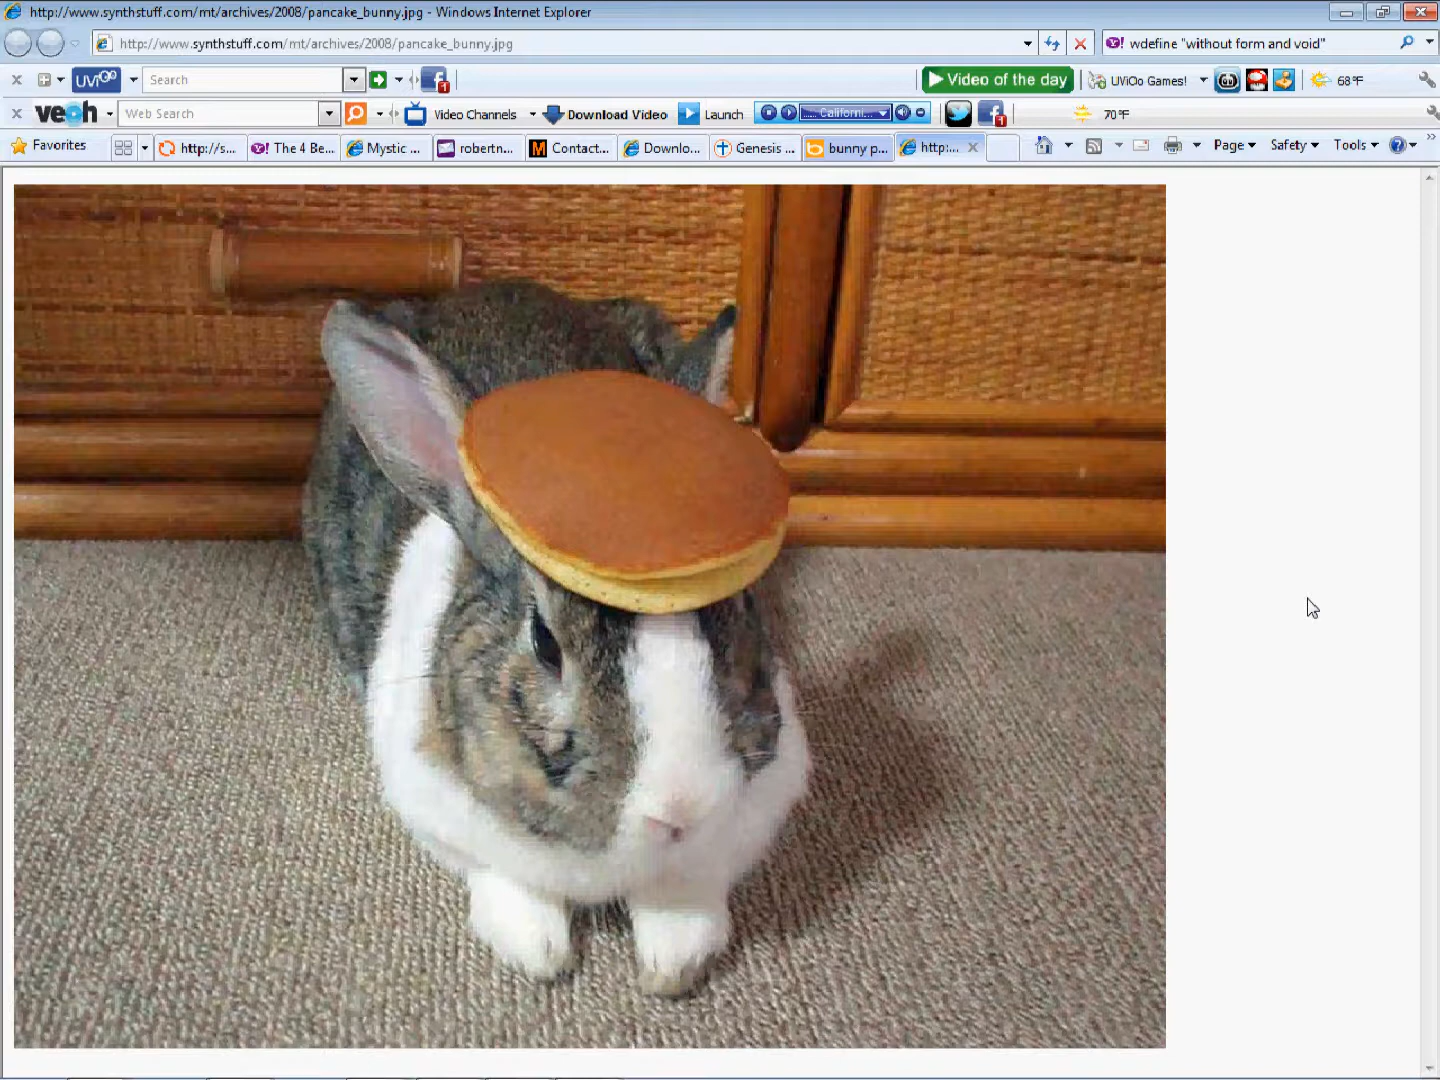 http://www.synthstuff.com/mt/archives/2008/pancake_bunny.jpg - Windows Internet Explorer
http://www.synthstuff.com/mt/archives/2008/pancake_bunny.jpg
wdefine "without form and void"
UViOO
Search
Video of the day
UViOo Games!
68°F
veoh
Web Search
Video Channels
Download Video
Launch
.... Californi...
1
70°F
Favorites
http://s...
The 4 Be...
Mystic ...
robertn...
Contact...
Downlo...
Genesis ...
bunny p...
http:...
Page
Safety
Tools